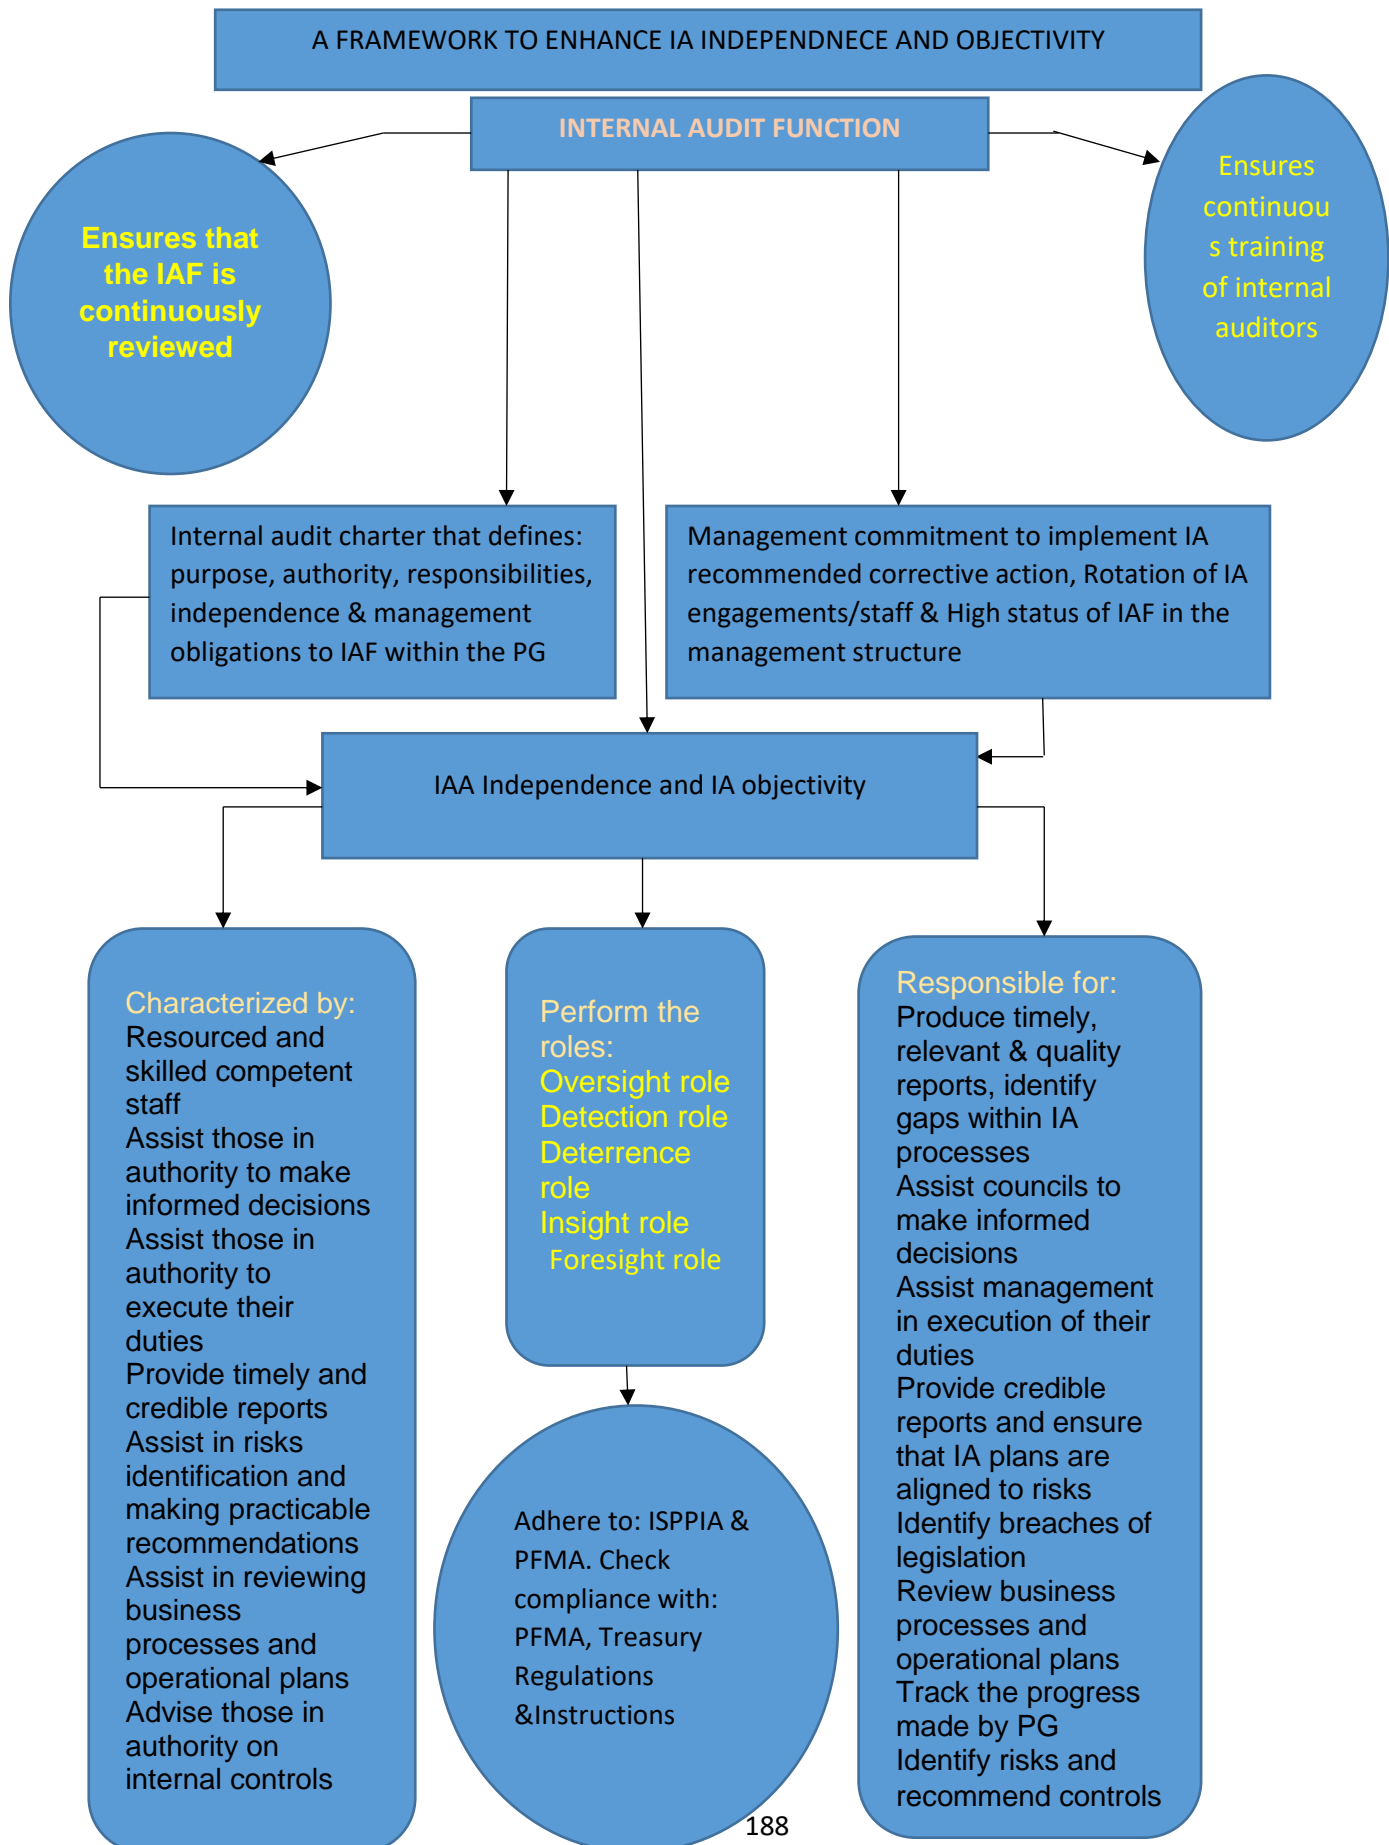 A FRAMEWORK TO ENHANCE IA INDEPENDNECE AND OBJECTIVITY
INTERNAL AUDIT FUNCTION
Ensures that
the IAF is
continuously
reviewed
Ensures
continuou
s training
of internal
auditors
Internal audit charter that defines:
purpose, authority, responsibilities,
independence & management
obligations to IAF within the PG
Management commitment to implement IA
recommended corrective action, Rotation of IA
engagements/staff & High status of IAF in the
management structure
IAA Independence and IA objectivity
Characterized by:
Resourced and
skilled competent
staff
Assist those in
authority to make
informed decisions
Assist those in
authority to
execute their
duties
Provide timely and
credible reports
Assist in risks
identification and
making practicable
recommendations
Assist in reviewing
business
processes and
operational plans
Advise those in
authority on
internal controls
Perform the
roles:
Oversight role
Detection role
Deterrence
role
Insight role
Foresight role
Adhere to: ISPPIA &
PFMA. Check
compliance with:
PFMA, Treasury
Regulations
&Instructions
Responsible for:
Produce timely,
relevant & quality
reports, identify
gaps within IA
processes
Assist councils to
make informed
decisions
Assist management
in execution of their
duties
Provide credible
reports and ensure
that IA plans are
aligned to risks
Identify breaches of
legislation
Review business
processes and
operational plans
Track the progress
made by PG
Identify risks and
recommend controls
188